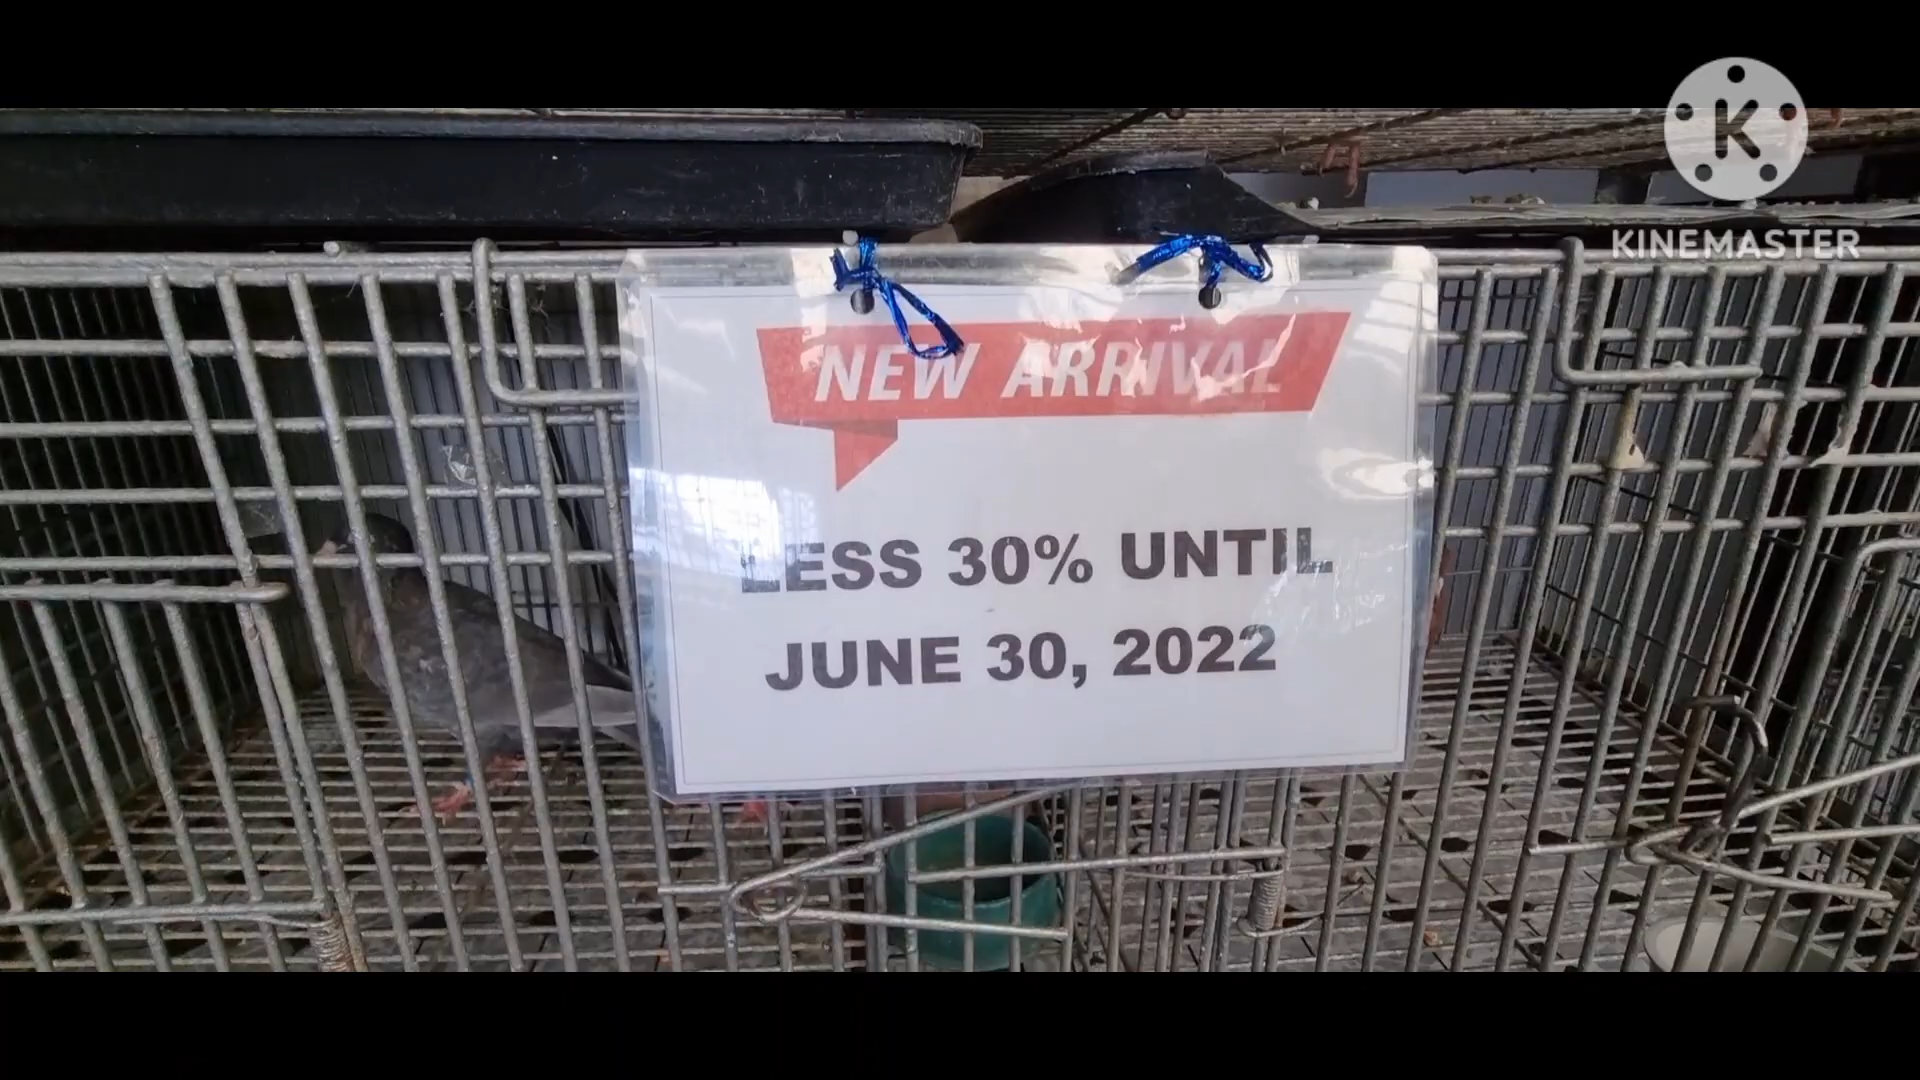 K
KINEMASTER
NEW ARRIVAL
LESS 30% UNTIL
JUNE 30, 2022